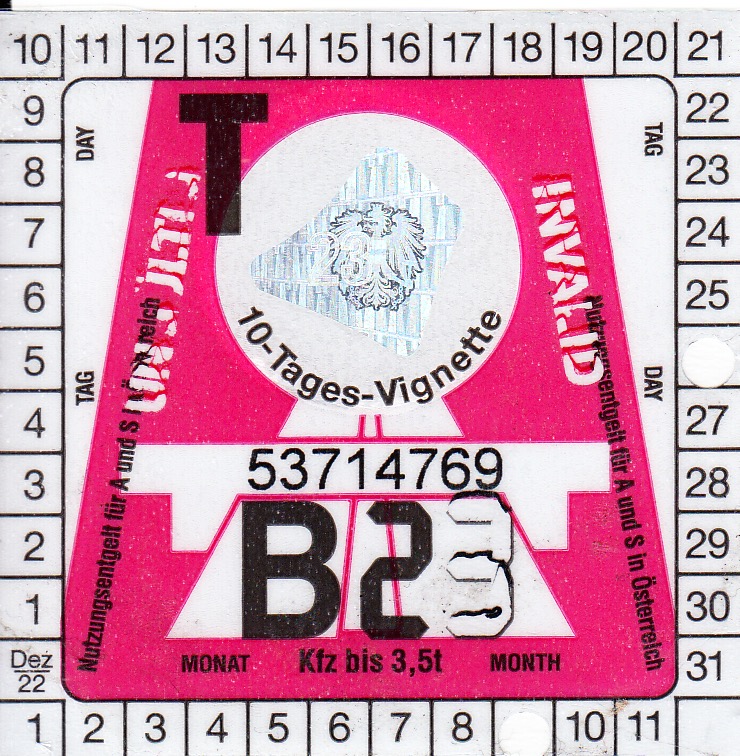 10 11 12 13 14 15 16 17 18 19 20 21
9 22
8 23
7 24
6 25
5
4 27
3 28
2 29
1 30
Dez
22
31
1 2 3 4 5 6 7 8 10 11
DAY
TAG
T
23
INVALID
10-Tages-Vignette
TAG
DAY
Nutzungsentgelt für A und S
reich
Nutzungsentgelt für A und S in Österreich
53714769
B2
MONAT Kfz bis 3,5t MONTH